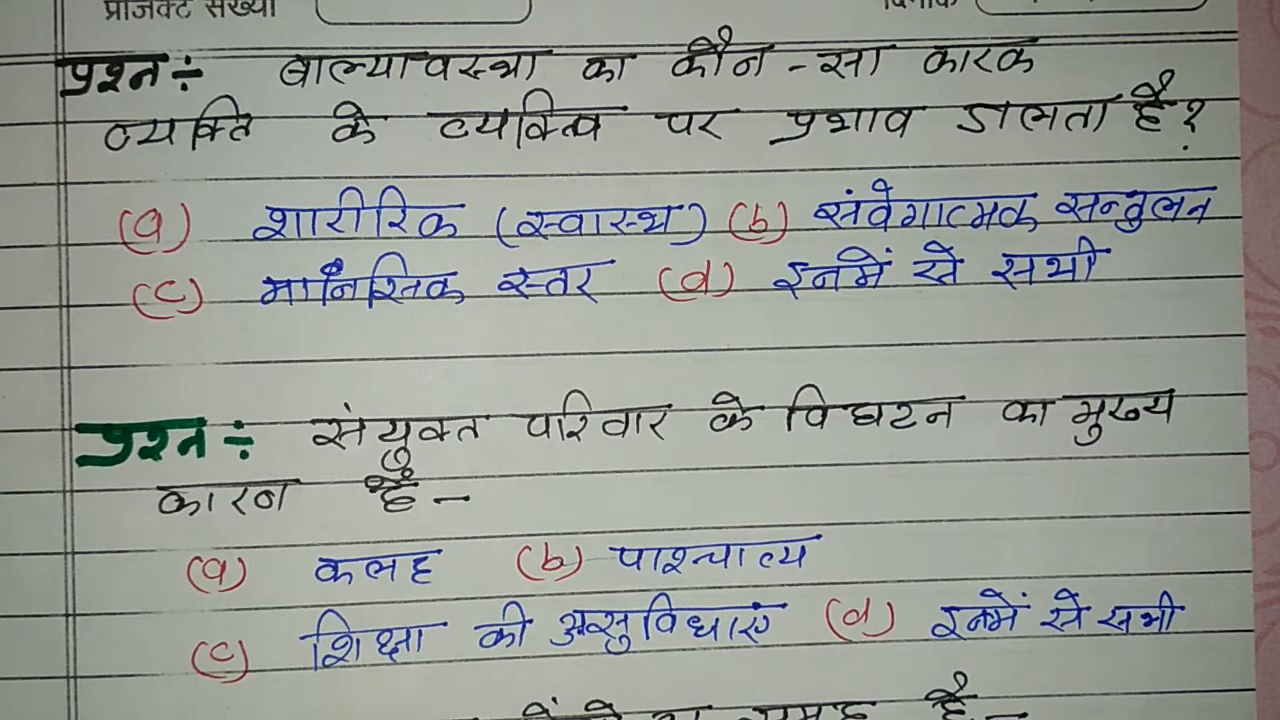 प्रोजेक्ट संख्या दिनांक
प्रश्न ÷ बाल्यावस्था का कौन-सा कारक
व्यक्ति के व्यक्तित्व पर प्रभाव डालता है?
(a) शारीरिक (स्वास्थ) (b) संवेगात्मक सन्तुलन
(c) मानसिक स्तर (d) इनमें से सभी
प्रश्न ÷ संयुक्त परिवार के विघटन का मुख्य
कारण हैं -
(a) कलह (b) पाश्चात्य
(c) शिक्षा की असुविधाएं (d) इनमें से सभी
है -